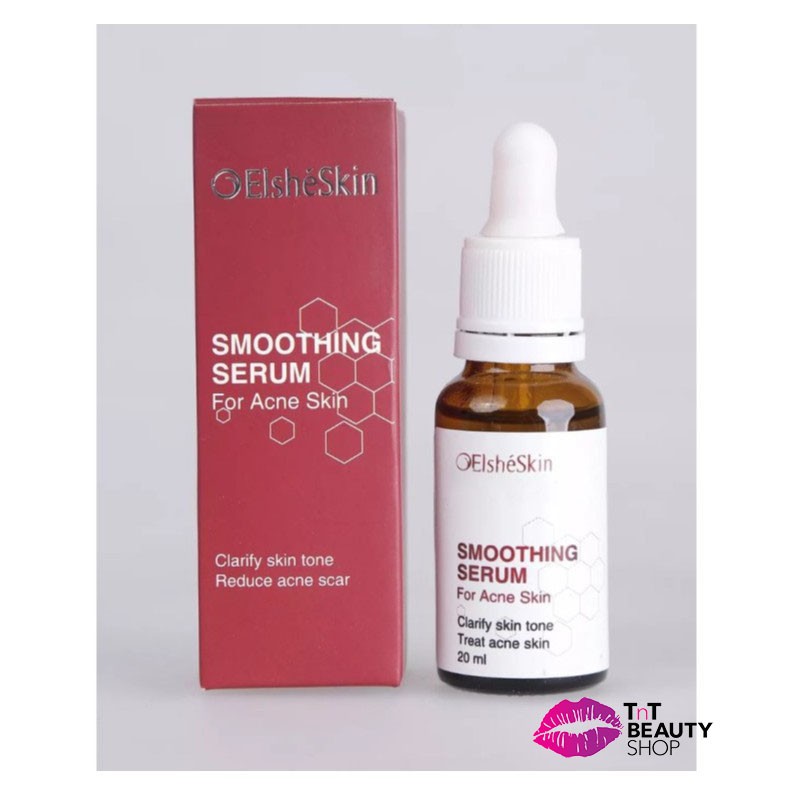 ElshéSkin
SMOOTHING
SERUM
For Acne Skin
Clarify skin tone
Reduce acne scar
ElshéSkin
SMOOTHING
SERUM
For Acne Skin
Clarify skin tone
Treat acne skin
20 ml
TnT
BEAUTY
SHOP